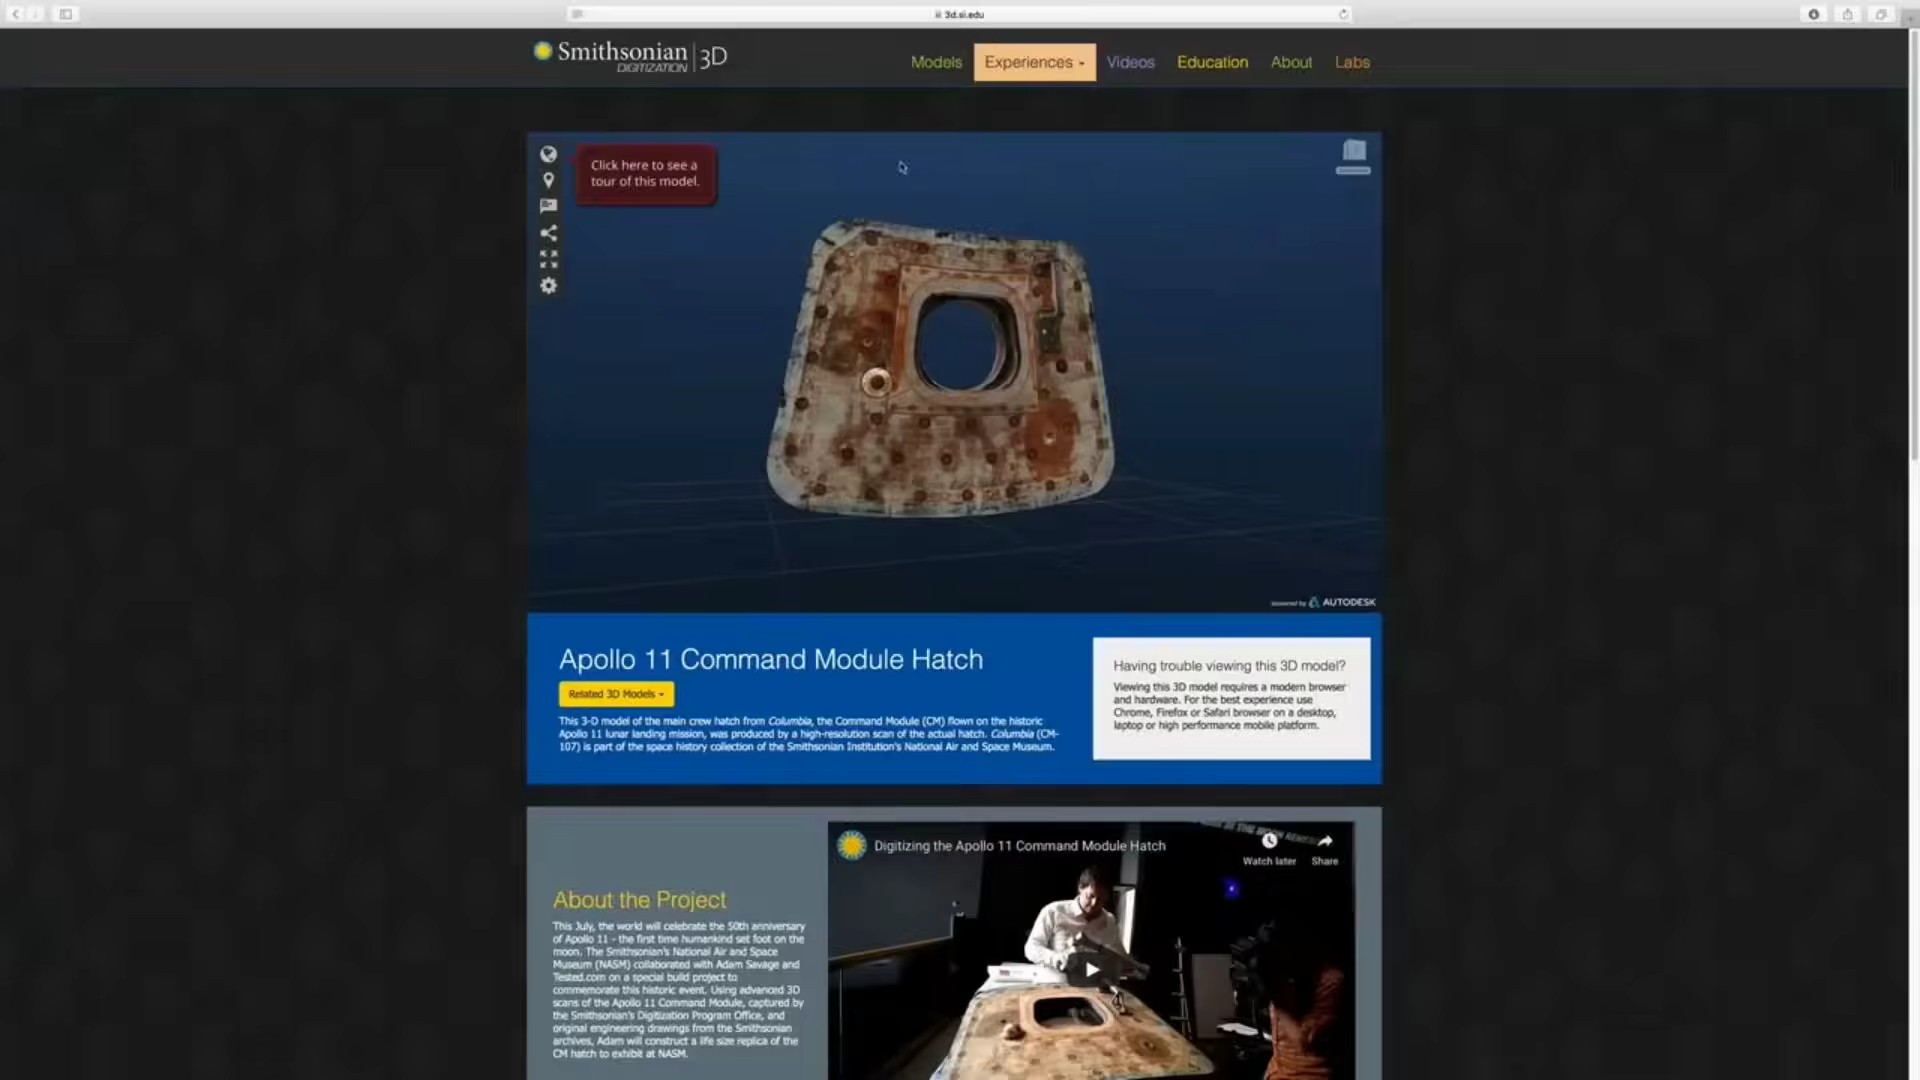 3d.si.edu
Smithsonian
DIGITIZATION
3D
Models
Experiences
Videos
Education
About
Labs
Click here to see a
tour of this model.
powered by AUTODESK
Apollo 11 Command Module Hatch
Related 3D Models
This 3-D model of the main crew hatch from Columbia, the Command Module (CM) flown on the historic
Apollo 11 lunar landing mission, was produced by a high-resolution scan of the actual hatch. Columbia (CM-
107) is part of the space history collection of the Smithsonian Institution's National Air and Space Museum.
Having trouble viewing this 3D model?
Viewing this 3D model requires a modern browser
and hardware. For the best experience use
Chrome, Firefox or Safari browser on a desktop,
laptop or high performance mobile platform.
About the Project
This July, the world will celebrate the 50th anniversary
of Apollo 11 - the first time humankind set foot on the
moon. The Smithsonian's National Air and Space
Museum (NASM) collaborated with Adam Savage and
Tested.com on a special build project to
commemorate this historic event. Using advanced 3D
scans of the Apollo 11 Command Module, captured by
the Smithsonian's Digitization Program Office, and
original engineering drawings from the Smithsonian
archives, Adam will construct a life size replica of the
CM hatch to exhibit at NASM.
Digitizing the Apollo 11 Command Module Hatch
Watch later
Share